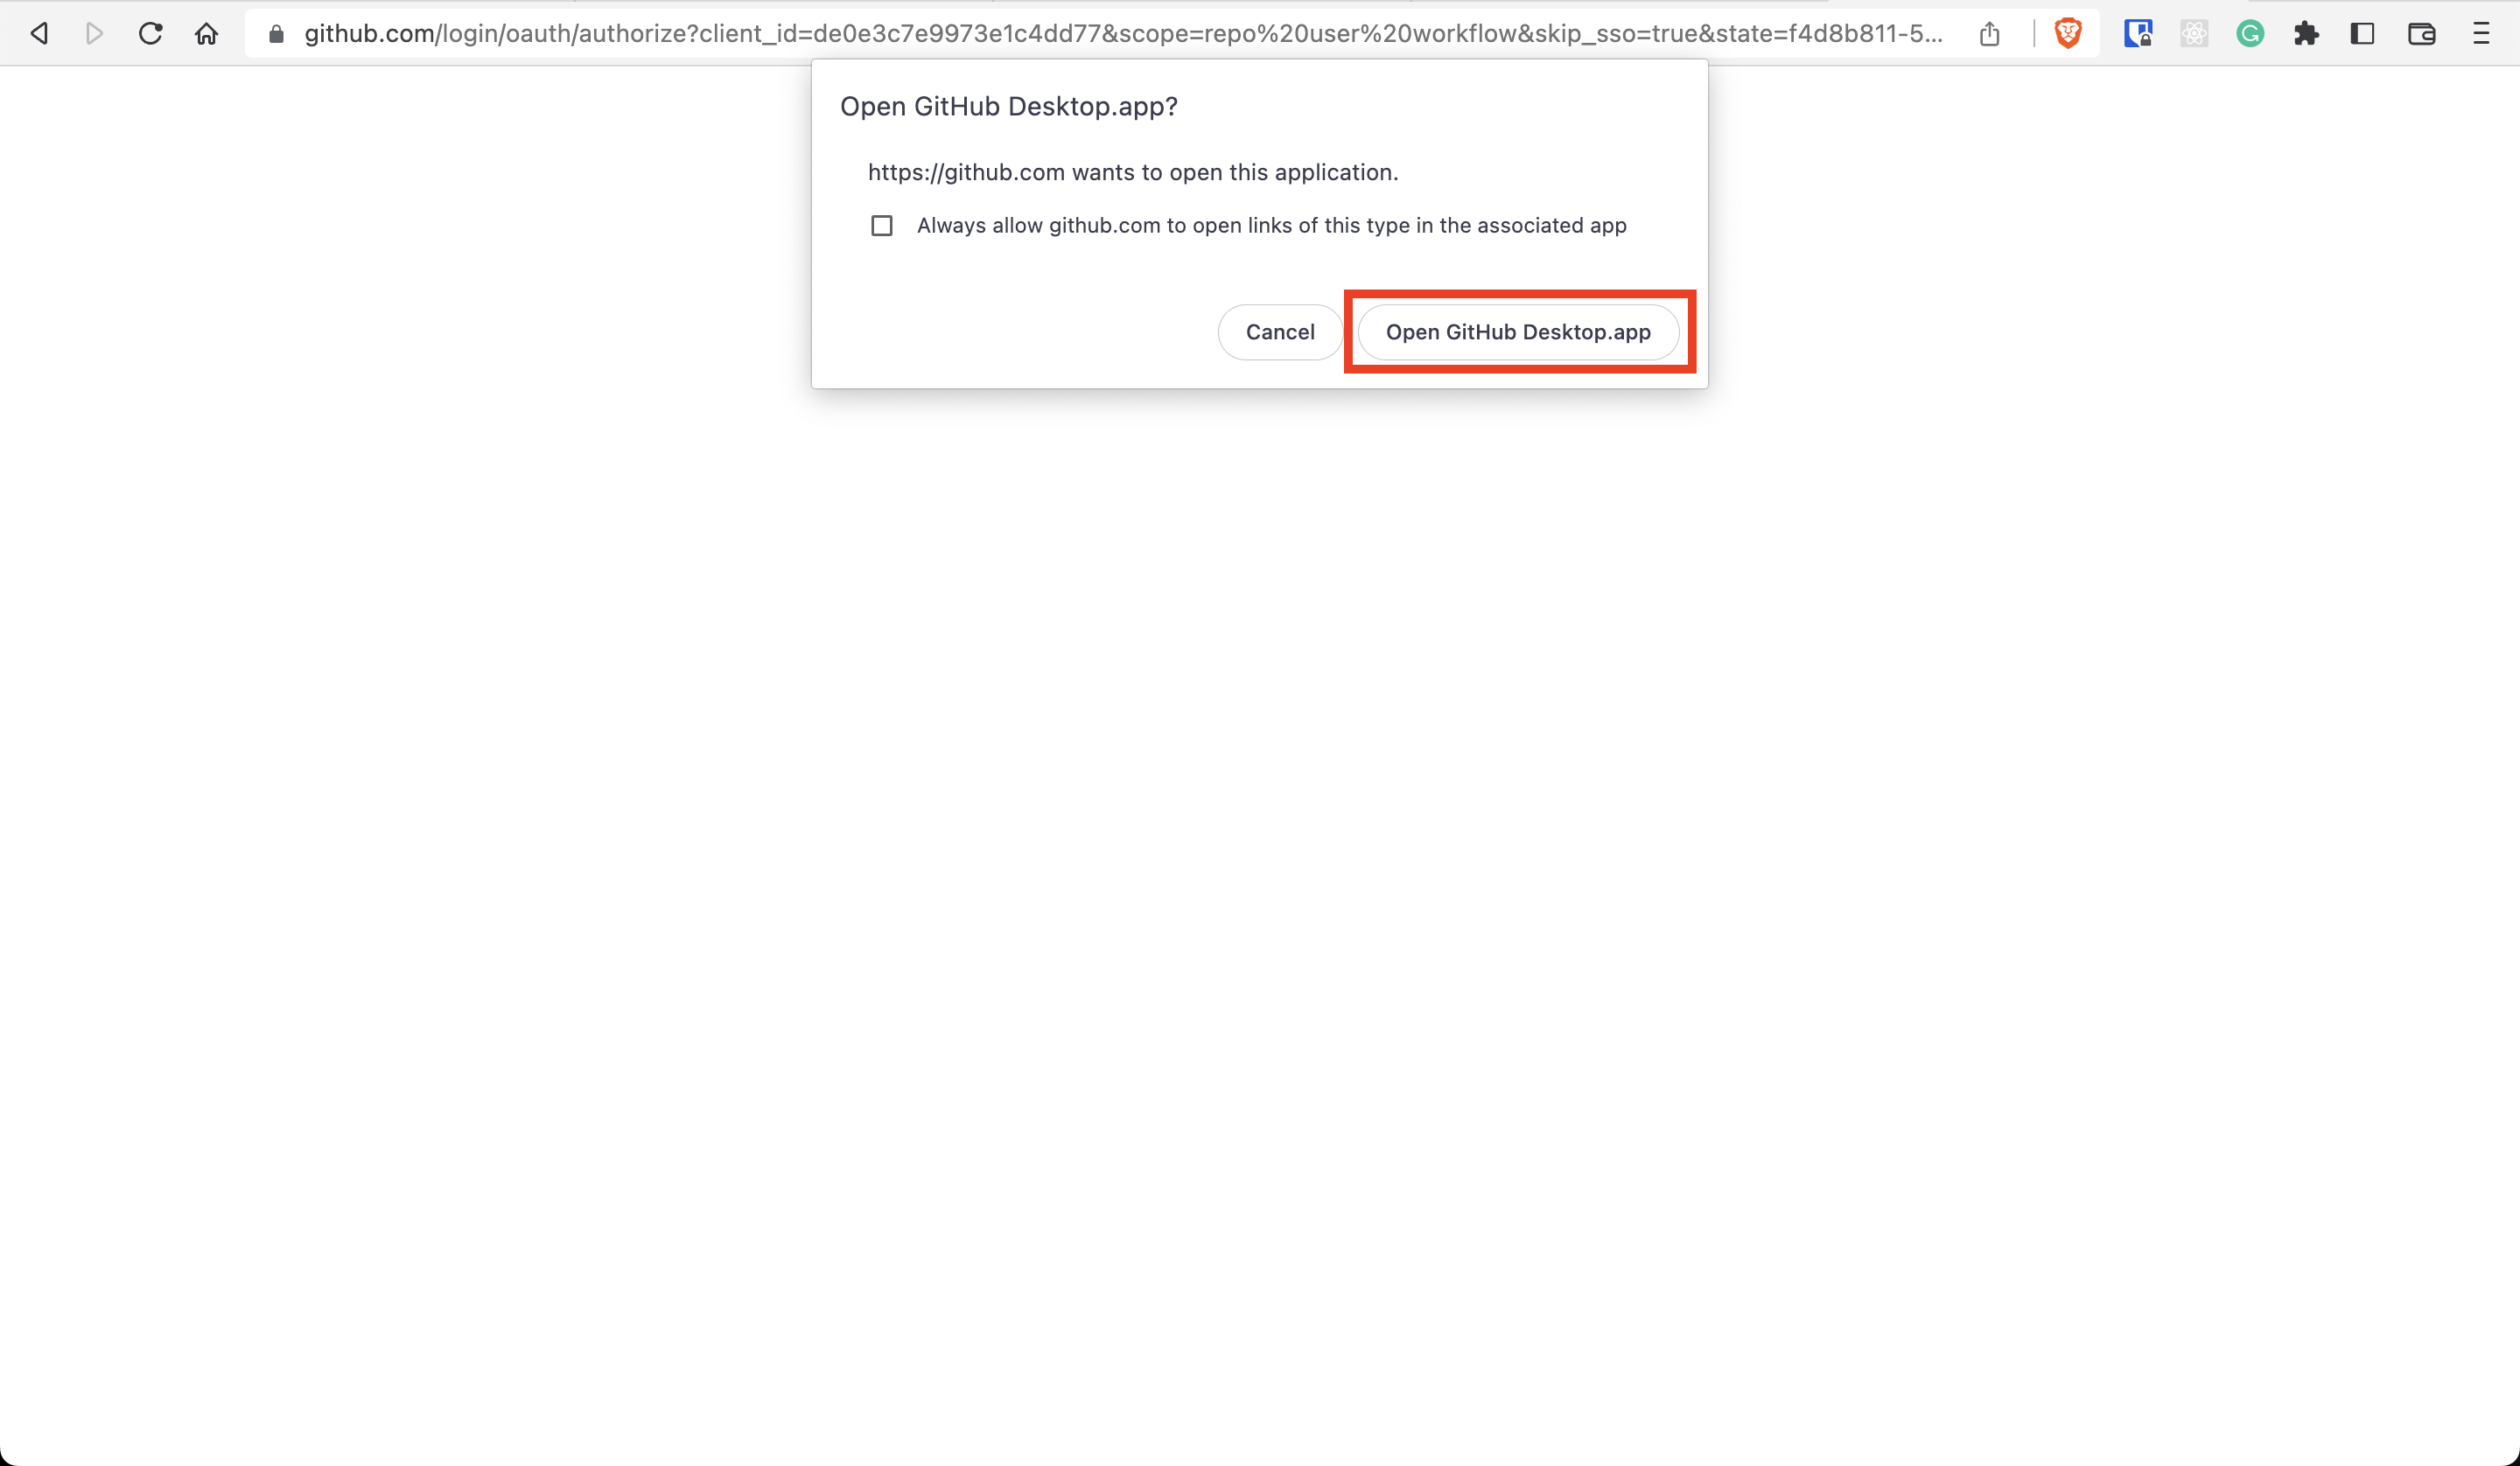 github.com/login/oauth/authorize?client_id=de0e3c7e9973e1c4dd77&scope=repo%20user%20workflow&skip_sso=true&state=f4d8b811-5...
Open GitHub Desktop.app?
https://github.com wants to open this application.
Always allow github.com to open links of this type in the associated app
Cancel
Open GitHub Desktop.app